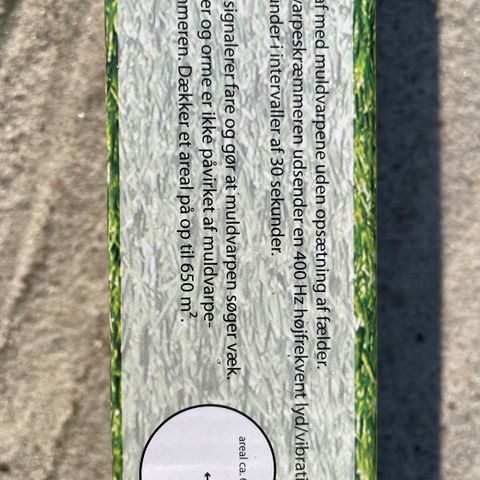 af med muldvarpene uden opsætning af fælder.
varpeskræmmeren udsender en 400 Hz højfrekvent lyd/vibrati
under i intervaller af 30 sekunder.
signalerer fare og gør at muldvarpen søger væk.
er og orme er ikke påvirket af muldvarpe-
mmeren. Dækker et areal på op til 650 m².
areal ca. 6